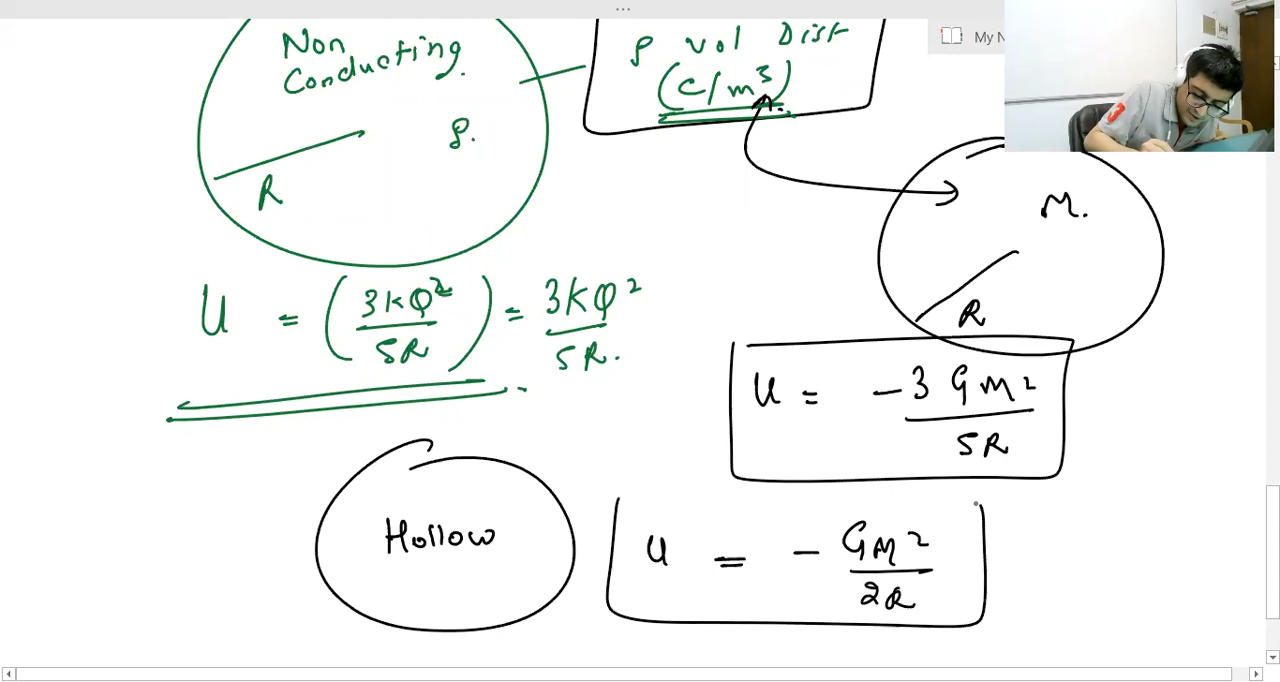 ...
Non
Conducting.
ρ vol Dist
(C/m³)
My N
ρ.
R
M.
R
U = (3KQ²/5R) = 3KQ²/5R.
U = -3GM²/5R
Hollow
U = -GM²/2R